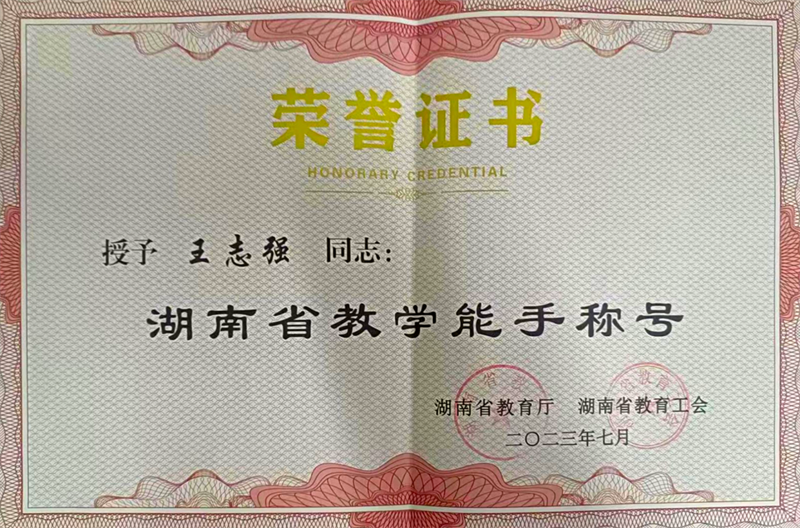 荣誉证书
HONORARY CREDENTIAL
授予 王志强 同志：
湖南省教学能手称号
湖南省教育厅 湖南省教育工会
二〇二三年七月